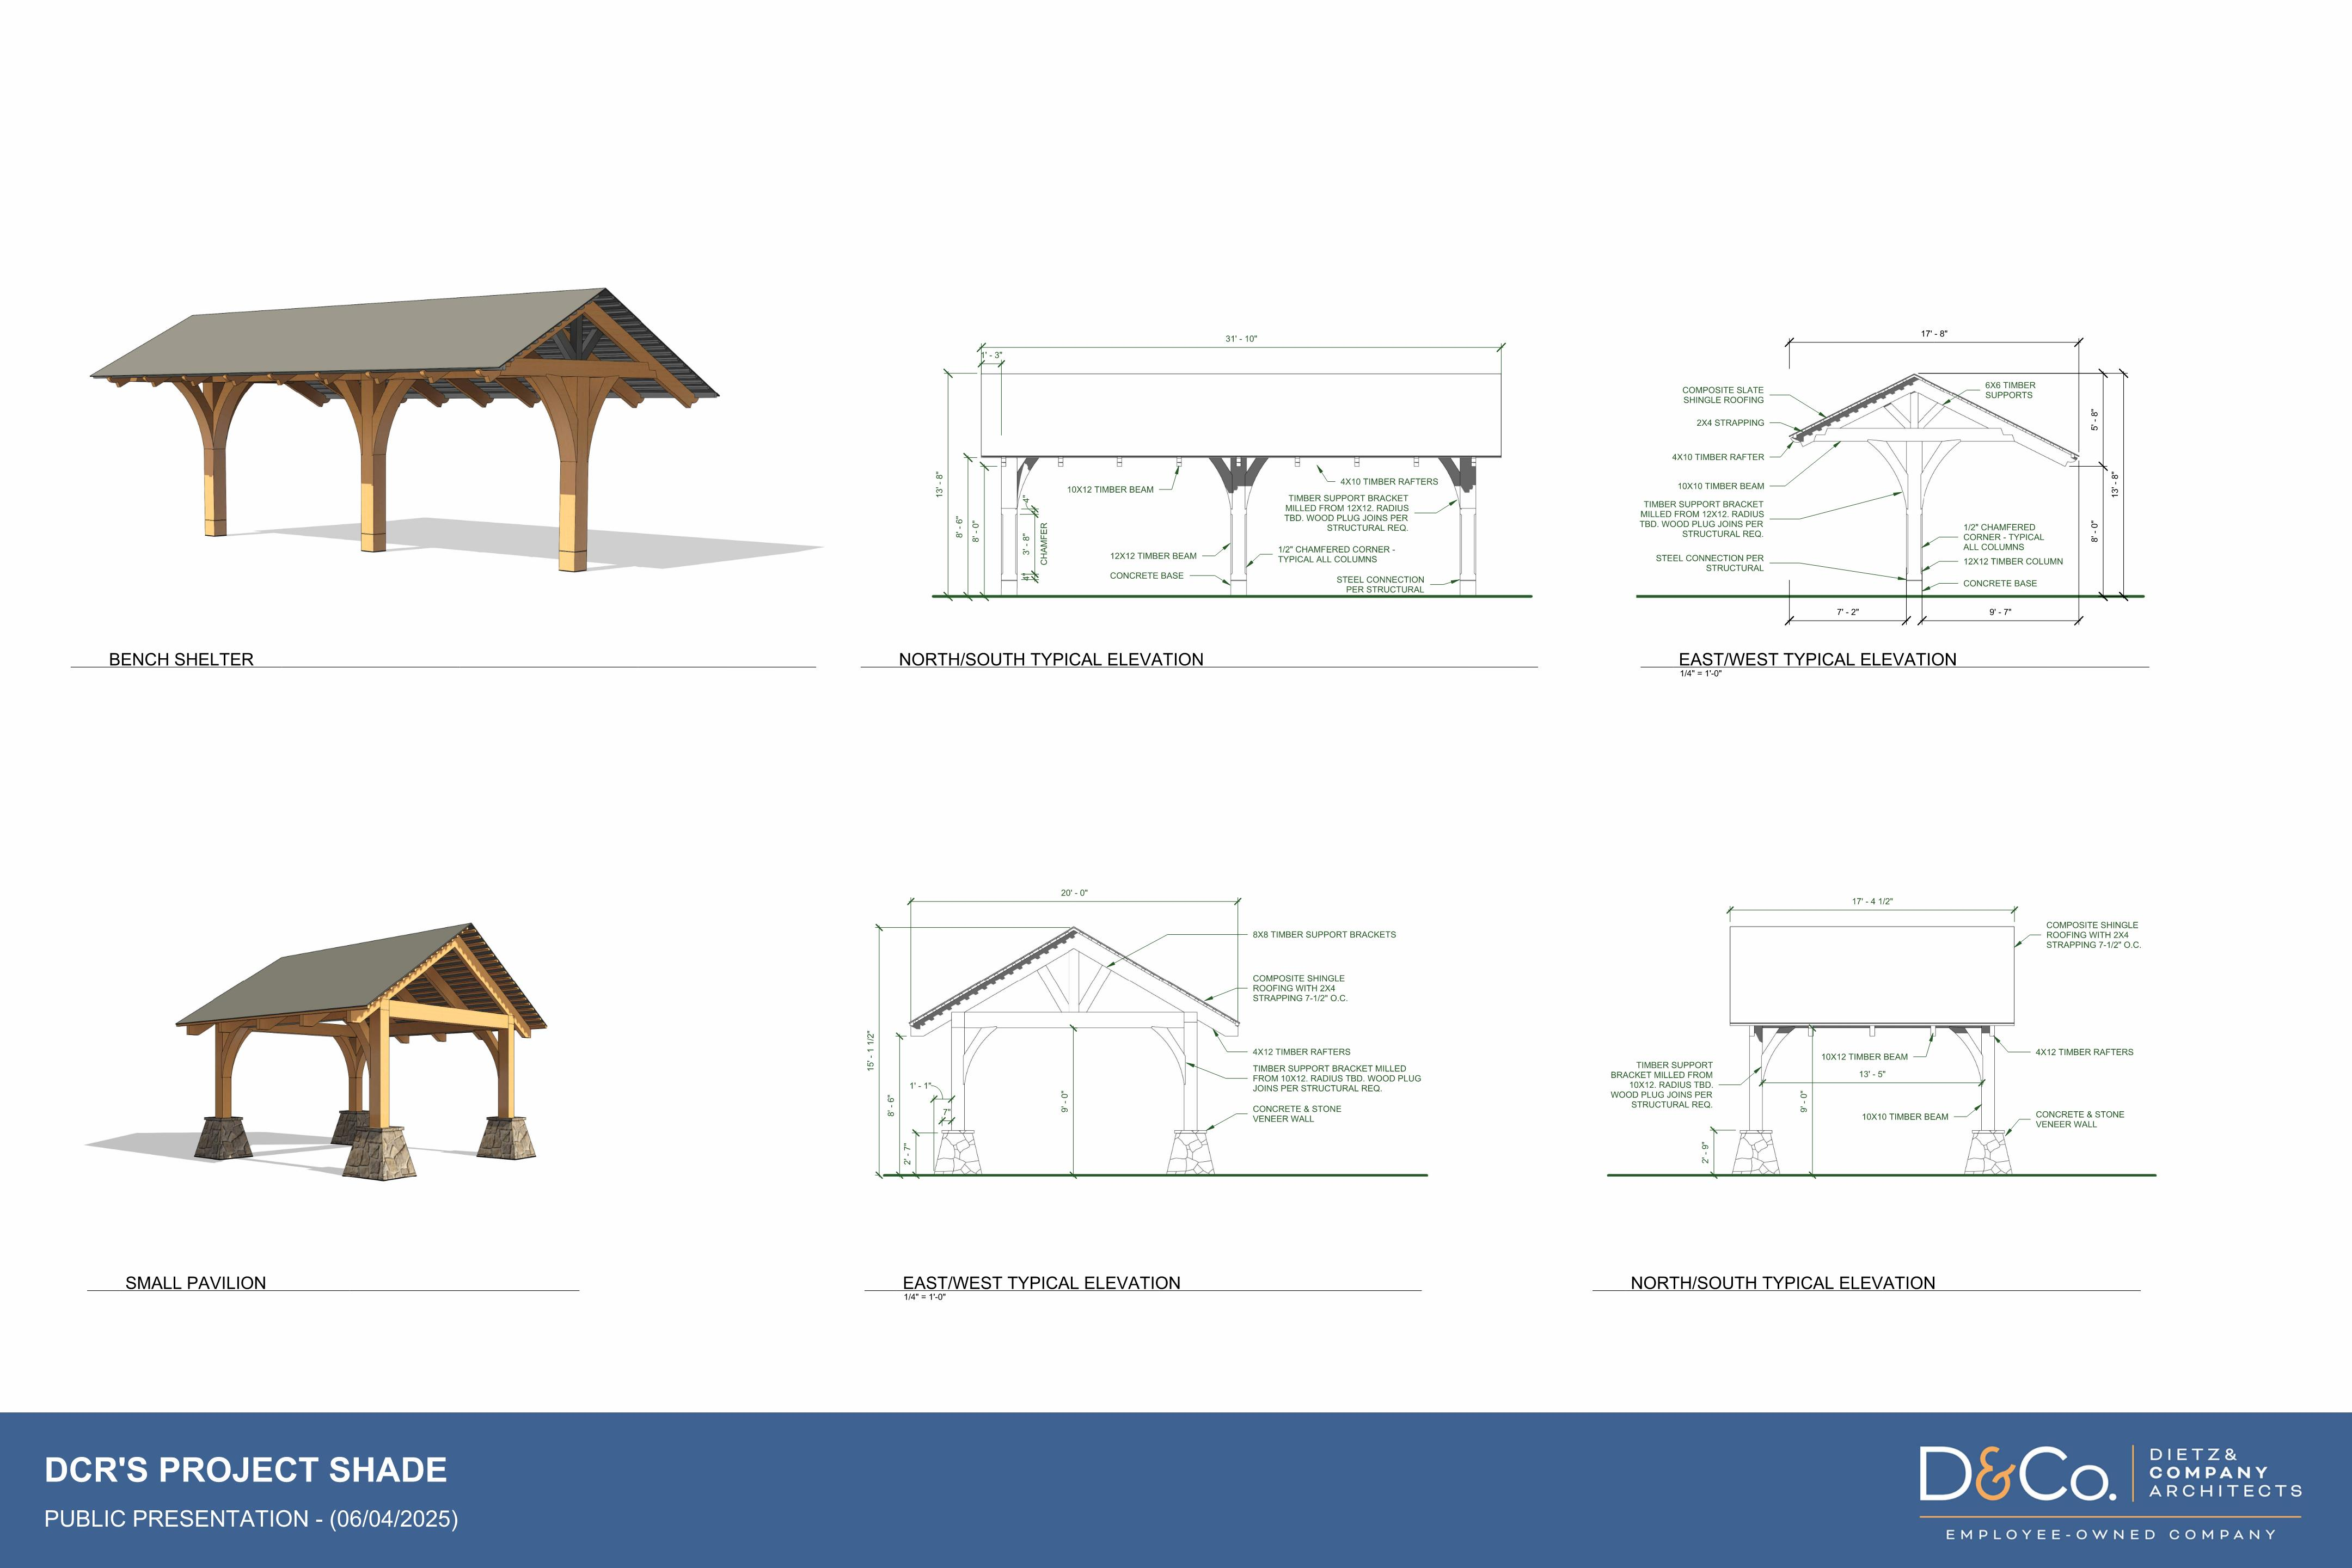 31' - 10"
1' - 3"
13' - 8"
8' - 6"
8' - 0"
4"
3' - 8"
CHAMFER
10X12 TIMBER BEAM
4X10 TIMBER RAFTERS
TIMBER SUPPORT BRACKET
MILLED FROM 12X12. RADIUS
TBD. WOOD PLUG JOINS PER
STRUCTURAL REQ.
12X12 TIMBER BEAM
1/2" CHAMFERED CORNER -
TYPICAL ALL COLUMNS
CONCRETE BASE
STEEL CONNECTION
PER STRUCTURAL
17' - 8"
COMPOSITE SLATE
SHINGLE ROOFING
2X4 STRAPPING
4X10 TIMBER RAFTER
10X10 TIMBER BEAM
TIMBER SUPPORT BRACKET
MILLED FROM 12X12. RADIUS
TBD. WOOD PLUG JOINS PER
STRUCTURAL REQ.
STEEL CONNECTION PER
STRUCTURAL
6X6 TIMBER
SUPPORTS
1/2" CHAMFERED
CORNER - TYPICAL
ALL COLUMNS
12X12 TIMBER COLUMN
CONCRETE BASE
5' - 8"
13' - 8"
8' - 0"
7' - 2"
9' - 7"
BENCH SHELTER
NORTH/SOUTH TYPICAL ELEVATION
EAST/WEST TYPICAL ELEVATION
1/4" = 1'-0"
20' - 0"
15' - 1 1/2"
8' - 6"
1' - 1"
7"
2' - 7"
9' - 0"
8X8 TIMBER SUPPORT BRACKETS
COMPOSITE SHINGLE
ROOFING WITH 2X4
STRAPPING 7-1/2" O.C.
4X12 TIMBER RAFTERS
TIMBER SUPPORT BRACKET MILLED
FROM 10X12. RADIUS TBD. WOOD PLUG
JOINS PER STRUCTURAL REQ.
CONCRETE & STONE
VENEER WALL
17' - 4 1/2"
COMPOSITE SHINGLE
ROOFING WITH 2X4
STRAPPING 7-1/2" O.C.
TIMBER SUPPORT
BRACKET MILLED FROM
10X12. RADIUS TBD.
WOOD PLUG JOINS PER
STRUCTURAL REQ.
10X12 TIMBER BEAM
13' - 5"
9' - 0"
10X10 TIMBER BEAM
4X12 TIMBER RAFTERS
CONCRETE & STONE
VENEER WALL
2' - 9"
SMALL PAVILION
EAST/WEST TYPICAL ELEVATION
1/4" = 1'-0"
NORTH/SOUTH TYPICAL ELEVATION
DCR'S PROJECT SHADE
PUBLIC PRESENTATION - (06/04/2025)
D&Co.
DIETZ &
COMPANY
ARCHITECTS
EMPLOYEE-OWNED COMPANY